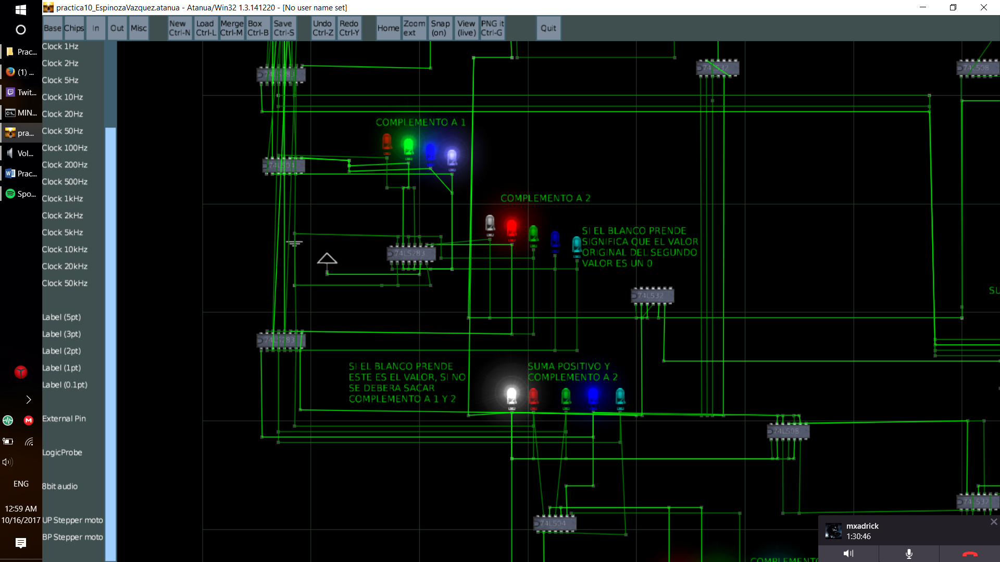 practica10_EspinozaVazquez.atanua - Atanua/Win32 1.3.141220 - [No user name set]
Base Chips In Out Misc
New Ctrl-N
Load Ctrl-L
Merge Ctrl-M
Box Ctrl-B
Save Ctrl-S
Undo Ctrl-Z
Redo Ctrl-Y
Home
Zoom ext
Snap (on)
View (live)
PNG it Ctrl-G
Quit
Prac...
(1) ...
Twit...
MIN...
pra...
Vol...
Prac...
Spo...
ENG
12:59 AM
10/16/2017
Clock 1Hz
Clock 2Hz
Clock 5Hz
Clock 10Hz
Clock 20Hz
Clock 50Hz
Clock 100Hz
Clock 200Hz
Clock 500Hz
Clock 1kHz
Clock 2kHz
Clock 5kHz
Clock 10kHz
Clock 20kHz
Clock 50kHz
Label (5pt)
Label (3pt)
Label (2pt)
Label (1pt)
Label (0.1pt)
External Pin
LogicProbe
8bit audio
UP Stepper moto
BP Stepper moto
74LS32
74LS08
COMPLEMENTO A 1
74LS04
COMPLEMENTO A 2
SI EL BLANCO PRENDE
SIGNIFICA QUE EL VALOR
ORIGINAL DEL SEGUNDO
VALOR ES UN 0
74LS283
74LS32
SU
74LS283
SI EL BLANCO PRENDE
ESTE ES EL VALOR, SI NO
SE DEBERA SACAR
COMPLEMENTO A 1 Y 2
SUMA POSITIVO Y
COMPLEMENTO A 2
74LS08
74LS32
74LS04
mxadrick
1:30:46